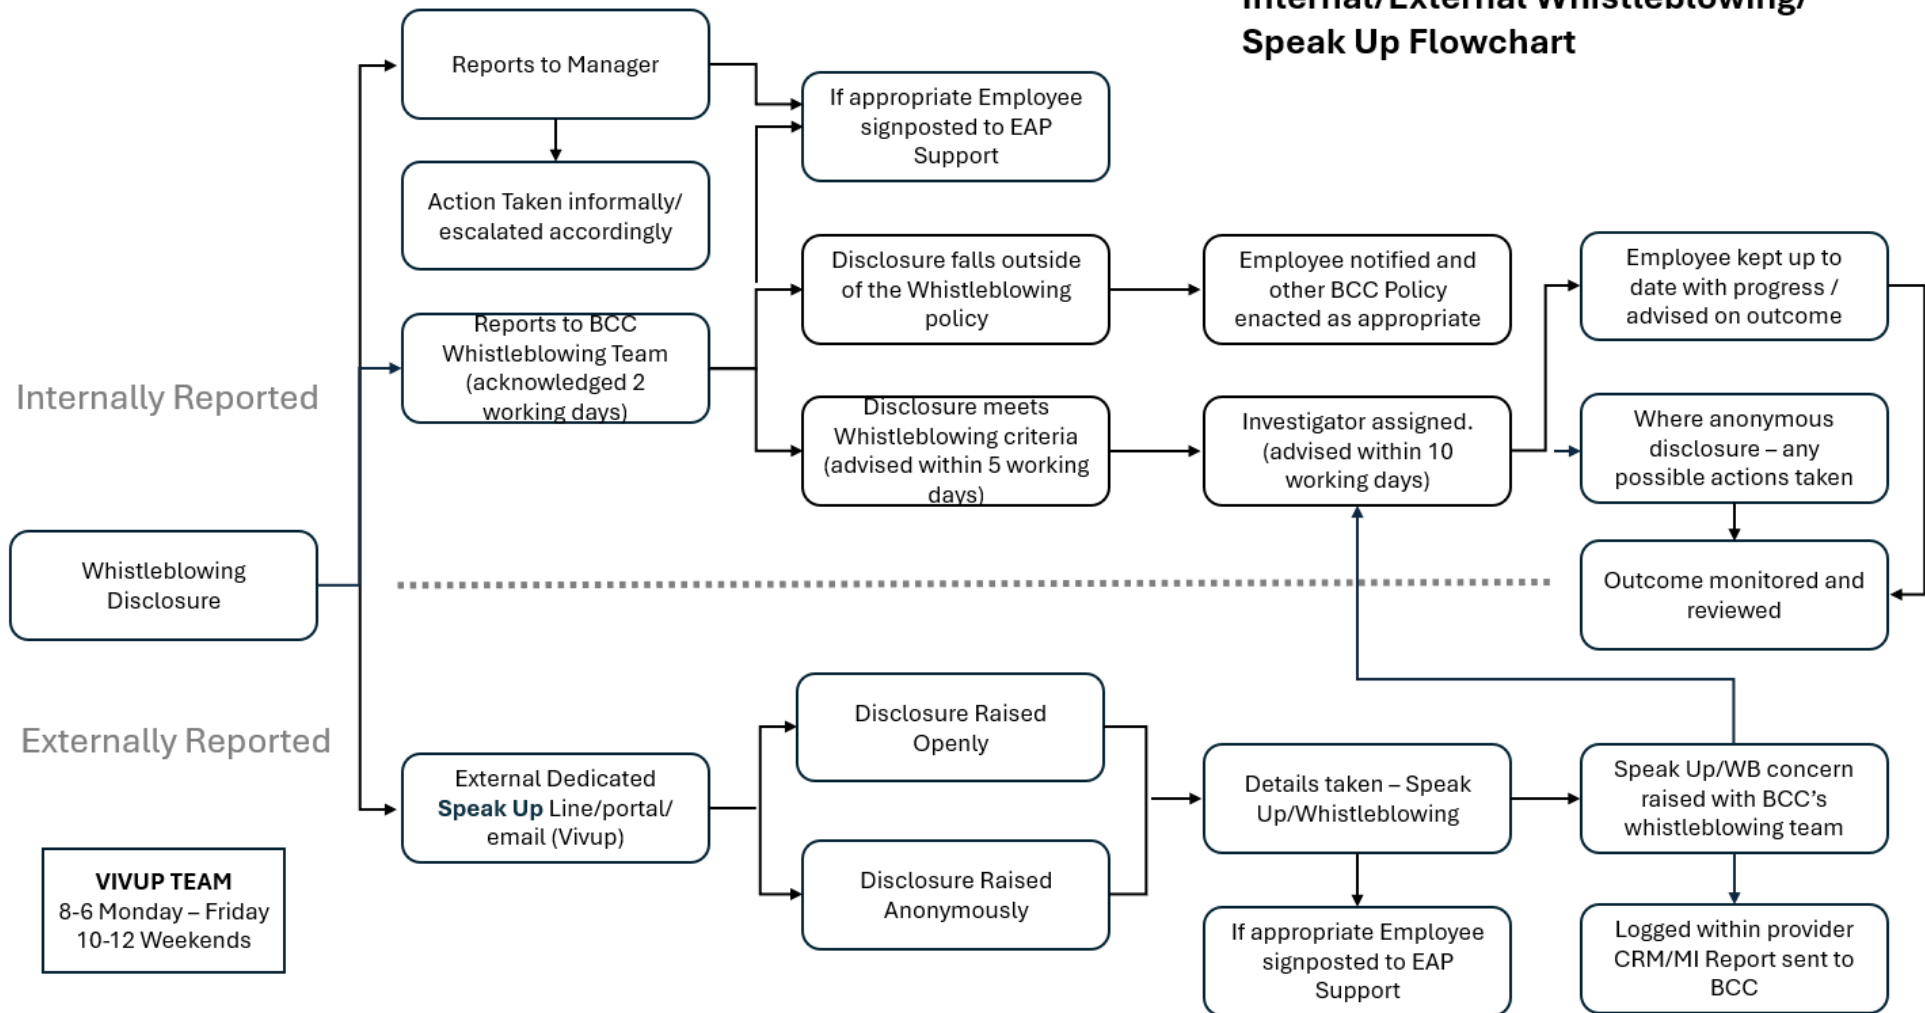 Internal/External Whistleblowing/
Speak Up Flowchart
Reports to Manager
If appropriate Employee
signposted to EAP
Support
Action Taken informally/
escalated accordingly
Disclosure falls outside
of the Whistleblowing
policy
Employee notified and
other BCC Policy
enacted as appropriate
Employee kept up to
date with progress /
advised on outcome
Reports to BCC
Whistleblowing Team
(acknowledged 2
working days)
Internally Reported
Disclosure meets
Whistleblowing criteria
(advised within 5 working
days)
Investigator assigned.
(advised within 10
working days)
Where anonymous
disclosure – any
possible actions taken
Whistleblowing
Disclosure
Outcome monitored and
reviewed
Externally Reported
Disclosure Raised
Openly
External Dedicated
Speak Up Line/portal/
email (Vivup)
Details taken – Speak
Up/Whistleblowing
Speak Up/WB concern
raised with BCC’s
whistleblowing team
Disclosure Raised
Anonymously
VIVUP TEAM
8-6 Monday – Friday
10-12 Weekends
If appropriate Employee
signposted to EAP
Support
Logged within provider
CRM/MI Report sent to
BCC